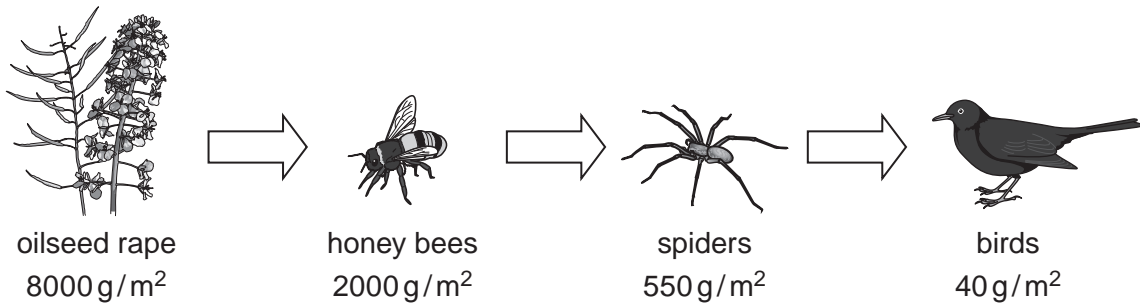 oilseed rape honey bees spiders birds
8000 g/m² 2000 g/m² 550 g/m² 40 g/m²